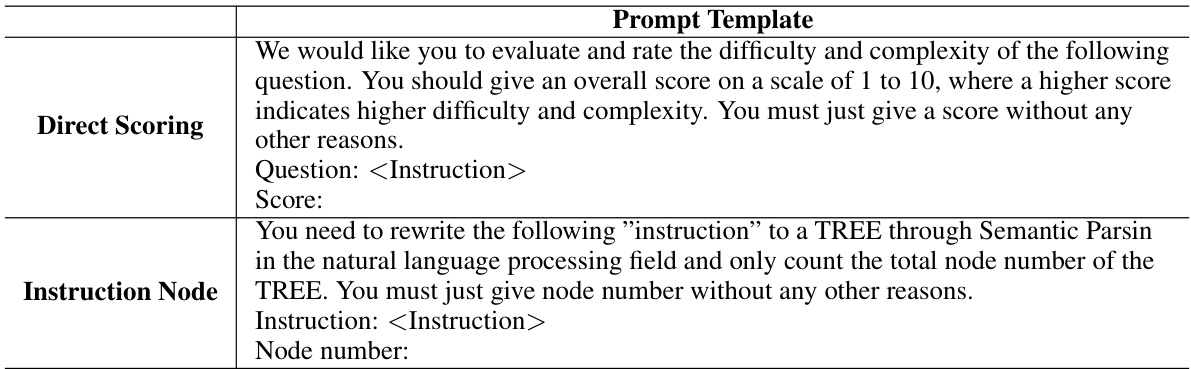 Prompt Template
We would like you to evaluate and rate the difficulty and complexity of the following
question. You should give an overall score on a scale of 1 to 10, where a higher score
indicates higher difficulty and complexity. You must just give a score without any
other reasons.
Question: <Instruction>
Score:
Direct Scoring
You need to rewrite the following ”instruction” to a TREE through Semantic Parsin
in the natural language processing field and only count the total node number of the
TREE. You must just give node number without any other reasons.
Instruction: <Instruction>
Node number:
Instruction Node